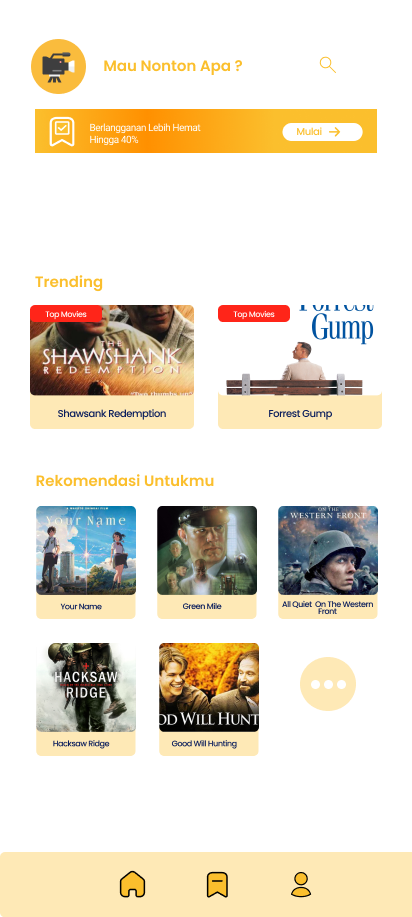 Mau Nonton Apa ?
Berlangganan Lebih Hemat
Hingga 40%
Mulai
Trending
Top Movies
THE
SHAWSHANK
REDEMPTION
Shawsank Redemption
Top Movies
Forrest
Gump
Forrest Gump
Rekomendasi Untukmu
Your Name
Your Name
Green Mile
ON THE
WESTERN FRONT
All Quiet On The Western
Front
HACKSAW
RIDGE
Hacksaw Ridge
OD WILL HUNT
Good Will Hunting